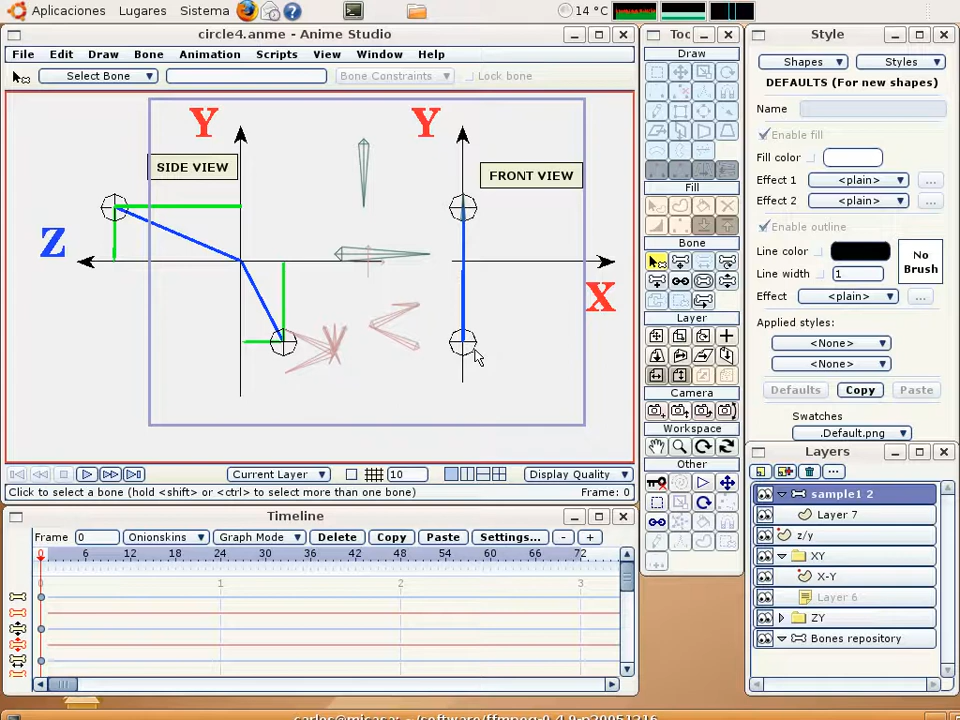 Aplicaciones Lugares Sistema 14 °C
circle4.anme - Anime Studio
File Edit Draw Bone Animation Scripts View Window Help
Select Bone Bone Constraints Lock bone
Y Y
SIDE VIEW FRONT VIEW
Z X
Current Layer 10 Display Quality
Click to select a bone (hold <shift> or <ctrl> to select more than one bone) Frame: 0
Timeline
Frame 0 Onionskins Graph Mode Delete Copy Paste Settings... - +
0 6 12 18 24 30 36 42 48 54 60 66 72
0 1 2 3
Draw
Fill
Bone
Layer
Camera
Workspace
Other
Style
Shapes Styles
DEFAULTS (For new shapes)
Name
Enable fill
Fill color
Effect 1 <plain> ...
Effect 2 <plain> ...
Enable outline
Line color No Brush
Line width 1
Effect <plain> ...
Applied styles:
<None>
<None>
Defaults Copy Paste
Swatches
.Default.png
Layers
sample1 2
Layer 7
z/y
XY
X-Y
Layer 6
ZY
Bones repository